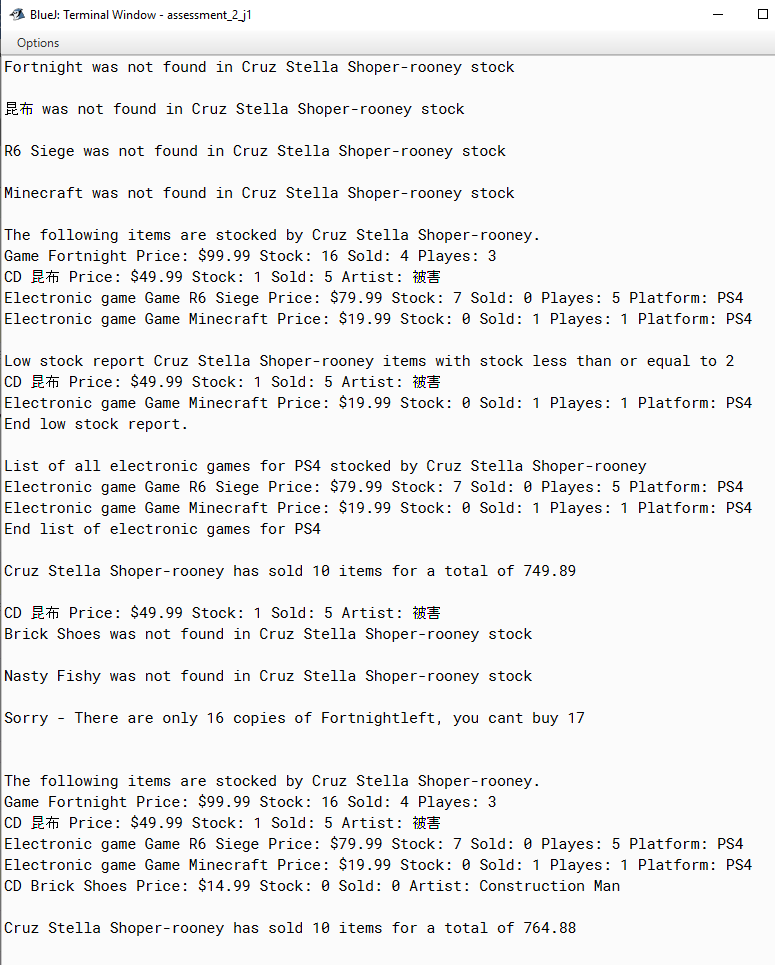 BlueJ: Terminal Window - assessment_2_j1
Options
Fortnight was not found in Cruz Stella Shoper-rooney stock
昆布 was not found in Cruz Stella Shoper-rooney stock
R6 Siege was not found in Cruz Stella Shoper-rooney stock
Minecraft was not found in Cruz Stella Shoper-rooney stock
The following items are stocked by Cruz Stella Shoper-rooney.
Game Fortnight Price: $99.99 Stock: 16 Sold: 4 Playes: 3
CD 昆布 Price: $49.99 Stock: 1 Sold: 5 Artist: 被害
Electronic game Game R6 Siege Price: $79.99 Stock: 7 Sold: 0 Playes: 5 Platform: PS4
Electronic game Game Minecraft Price: $19.99 Stock: 0 Sold: 1 Playes: 1 Platform: PS4
Low stock report Cruz Stella Shoper-rooney items with stock less than or equal to 2
CD 昆布 Price: $49.99 Stock: 1 Sold: 5 Artist: 被害
Electronic game Game Minecraft Price: $19.99 Stock: 0 Sold: 1 Playes: 1 Platform: PS4
End low stock report.
List of all electronic games for PS4 stocked by Cruz Stella Shoper-rooney
Electronic game Game R6 Siege Price: $79.99 Stock: 7 Sold: 0 Playes: 5 Platform: PS4
Electronic game Game Minecraft Price: $19.99 Stock: 0 Sold: 1 Playes: 1 Platform: PS4
End list of electronic games for PS4
Cruz Stella Shoper-rooney has sold 10 items for a total of 749.89
CD 昆布 Price: $49.99 Stock: 1 Sold: 5 Artist: 被害
Brick Shoes was not found in Cruz Stella Shoper-rooney stock
Nasty Fishy was not found in Cruz Stella Shoper-rooney stock
Sorry - There are only 16 copies of Fortnightleft, you cant buy 17
The following items are stocked by Cruz Stella Shoper-rooney.
Game Fortnight Price: $99.99 Stock: 16 Sold: 4 Playes: 3
CD 昆布 Price: $49.99 Stock: 1 Sold: 5 Artist: 被害
Electronic game Game R6 Siege Price: $79.99 Stock: 7 Sold: 0 Playes: 5 Platform: PS4
Electronic game Game Minecraft Price: $19.99 Stock: 0 Sold: 1 Playes: 1 Platform: PS4
CD Brick Shoes Price: $14.99 Stock: 0 Sold: 0 Artist: Construction Man
Cruz Stella Shoper-rooney has sold 10 items for a total of 764.88